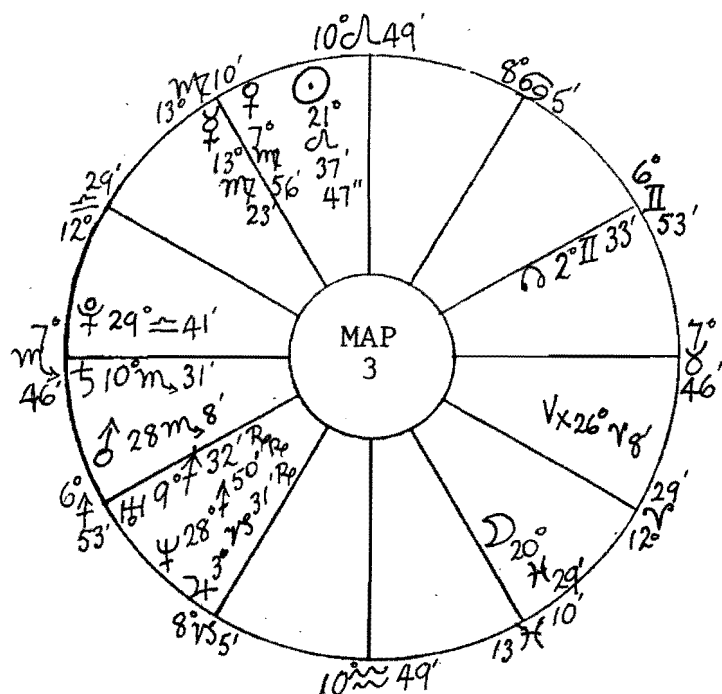 10° ♌ 49'
8° ♋ 5'
6°
♊
53'
☊ 2° ♊ 33'
7°
♉
46'
Vx 26° ♈ 8'
29'
♈
12°
☽ 20°
♓ 29'
10'
13 ♓
10° ♒ 49'
8° ♑ 5'
♃ 3° ♑ 31' ℞
♆ 28° ♐ 50' ℞
♅ 9° ♐ 32' ℞
6°
♐
53'
♂ 28 ♏ 8'
♄ 10° ♏ 31'
7°
♏
46'
♇ 29° ♎ 41'
29'
♎
12°
13° ♍ 10'
☿
13°
♍
23'
♀
7°
♍
56'
☉
21°
♌
37'
47"
MAP
3